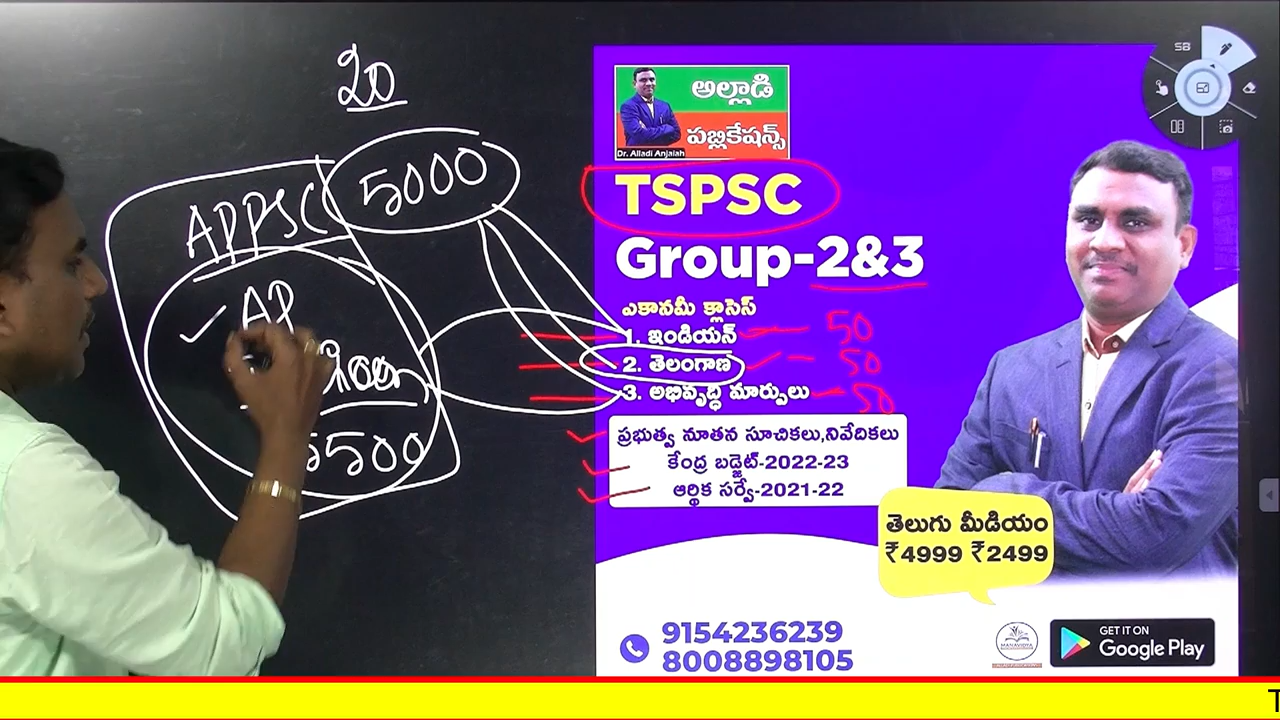 20
APPSC 5000
AP
5500
SB
అల్లాడి
పబ్లికేషన్స్
Dr. Alladi Anjaiah
TSPSC
Group-2&3
ఎకానమీ క్లాసెస్
1. ఇండియన్ - 50
2. తెలంగాణ - 50
3. అభివృద్ధి మార్పులు - 50
ప్రభుత్వ నూతన సూచికలు,నివేదికలు
కేంద్ర బడ్జెట్-2022-23
ఆర్థిక సర్వే-2021-22
తెలుగు మీడియం
₹4999 ₹2499
9154236239
8008898105
MANAVIDYA
GET IT ON
Google Play
T